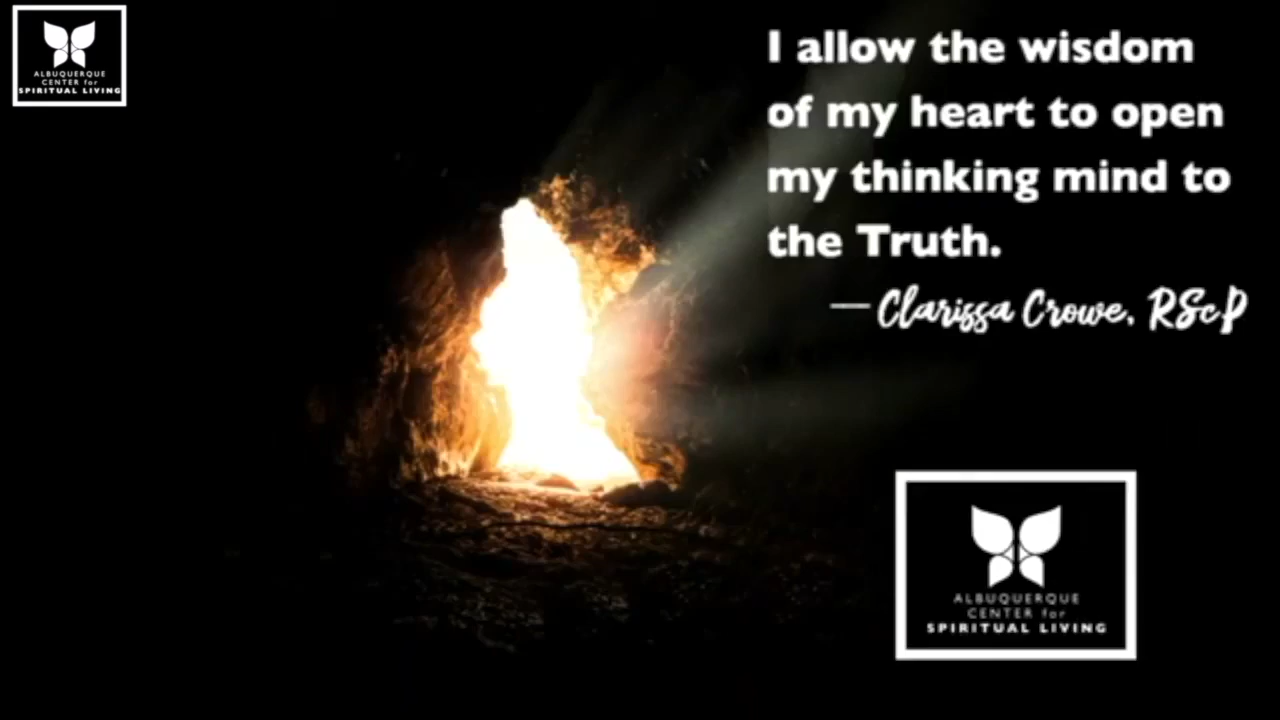 ALBUQUERQUE
CENTER for
SPIRITUAL LIVING
I allow the wisdom
of my heart to open
my thinking mind to
the Truth.
— Clarissa Crowe, RScP
ALBUQUERQUE
CENTER for
SPIRITUAL LIVING